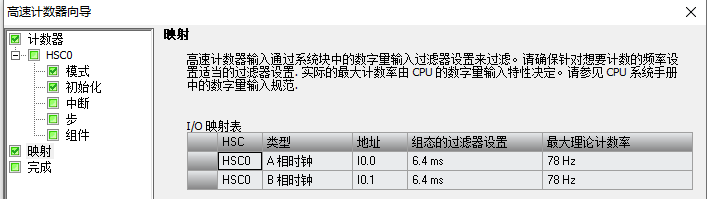 高速计数器向导
计数器
HSC0
模式
初始化
中断
步
组件
映射
完成
映射
高速计数器输入通过系统块中的数字量输入过滤器设置来过滤。请确保针对想要计数的频率设
置适当的过滤器设置. 实际的最大计数率由 CPU 的数字量输入特性决定。请参见 CPU 系统手册
中的数字量输入规范.
I/O 映射表
HSC 类型 地址 组态的过滤器设置 最大理论计数率
HSC0 A 相时钟 I0.0 6.4 ms 78 Hz
HSC0 B 相时钟 I0.1 6.4 ms 78 Hz